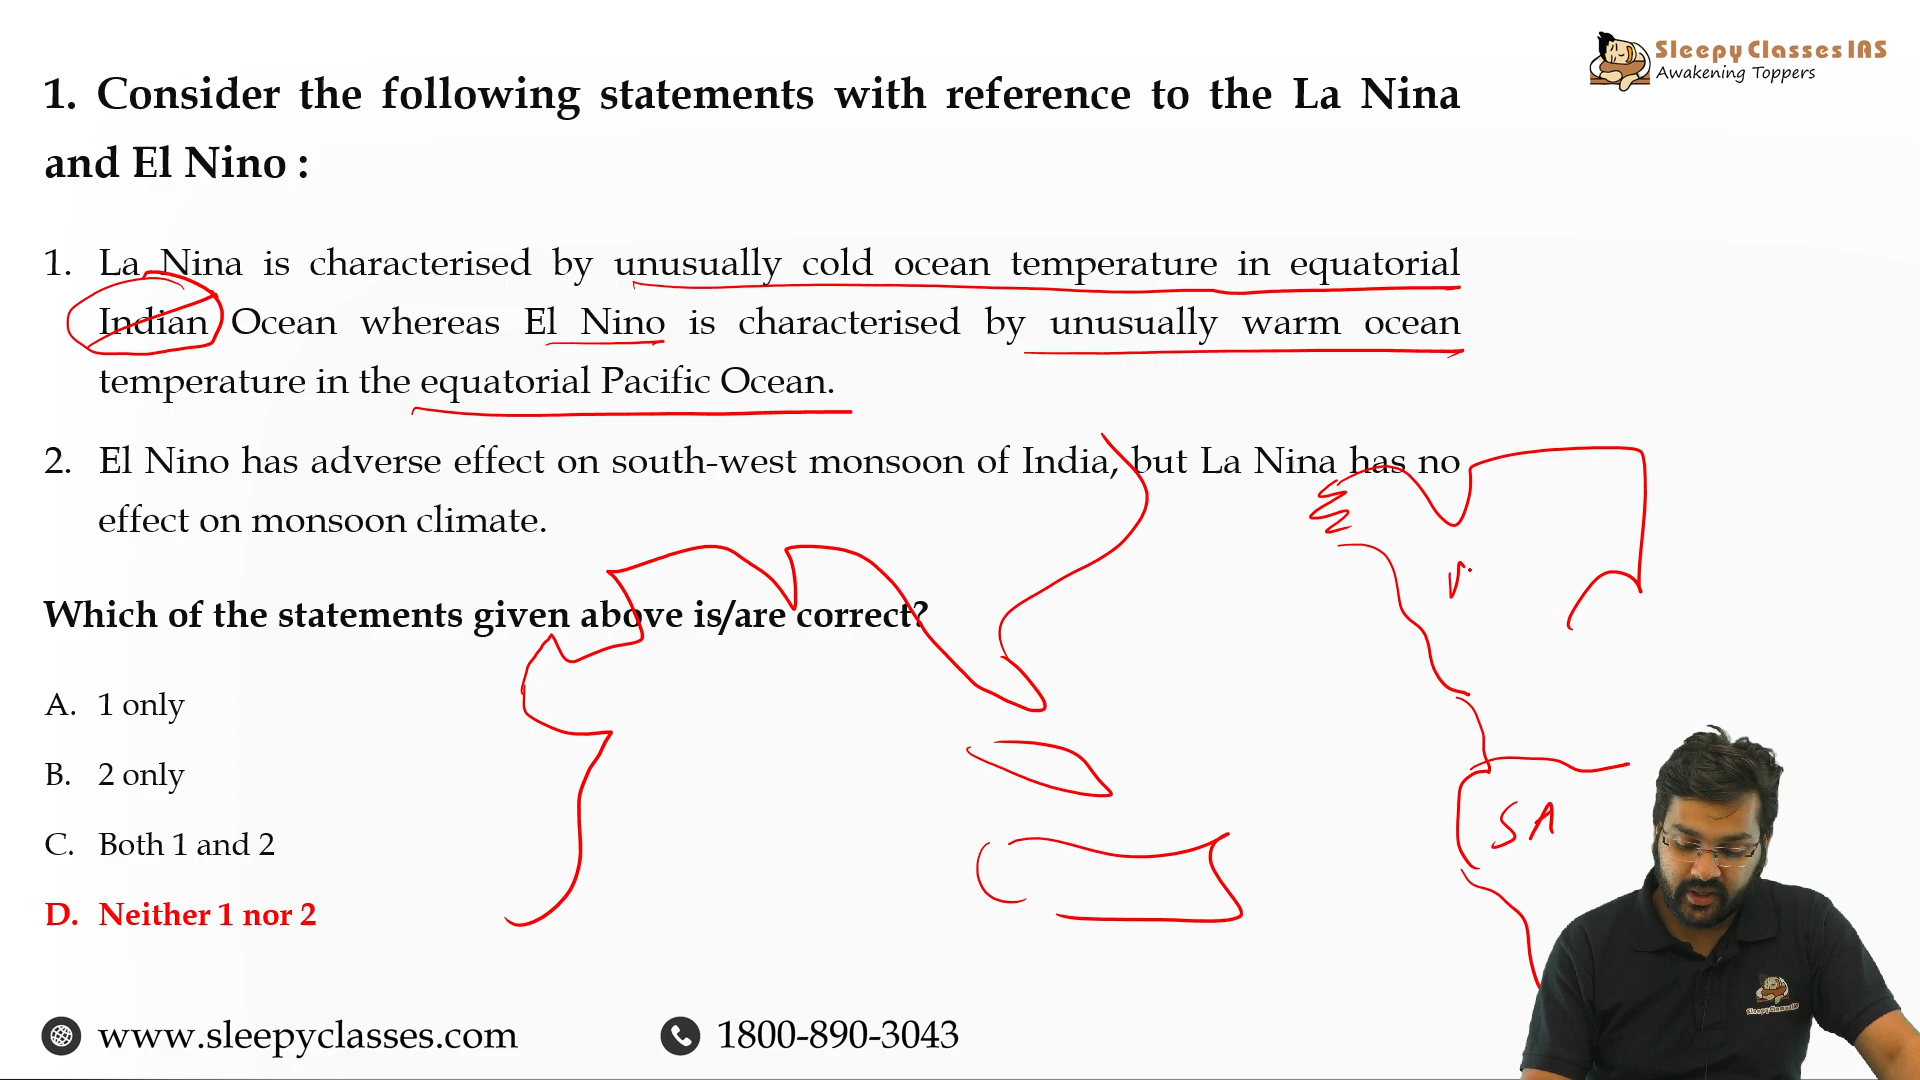 Sleepy Classes IAS
Awakening Toppers
1. Consider the following statements with reference to the La Nina
and El Nino :
1. La Nina is characterised by unusually cold ocean temperature in equatorial
Indian Ocean whereas El Nino is characterised by unusually warm ocean
temperature in the equatorial Pacific Ocean.
2. El Nino has adverse effect on south-west monsoon of India, but La Nina has no
effect on monsoon climate.
Which of the statements given above is/are correct?
A. 1 only
B. 2 only
C. Both 1 and 2
D. Neither 1 nor 2
SA
www.sleepyclasses.com
1800-890-3043